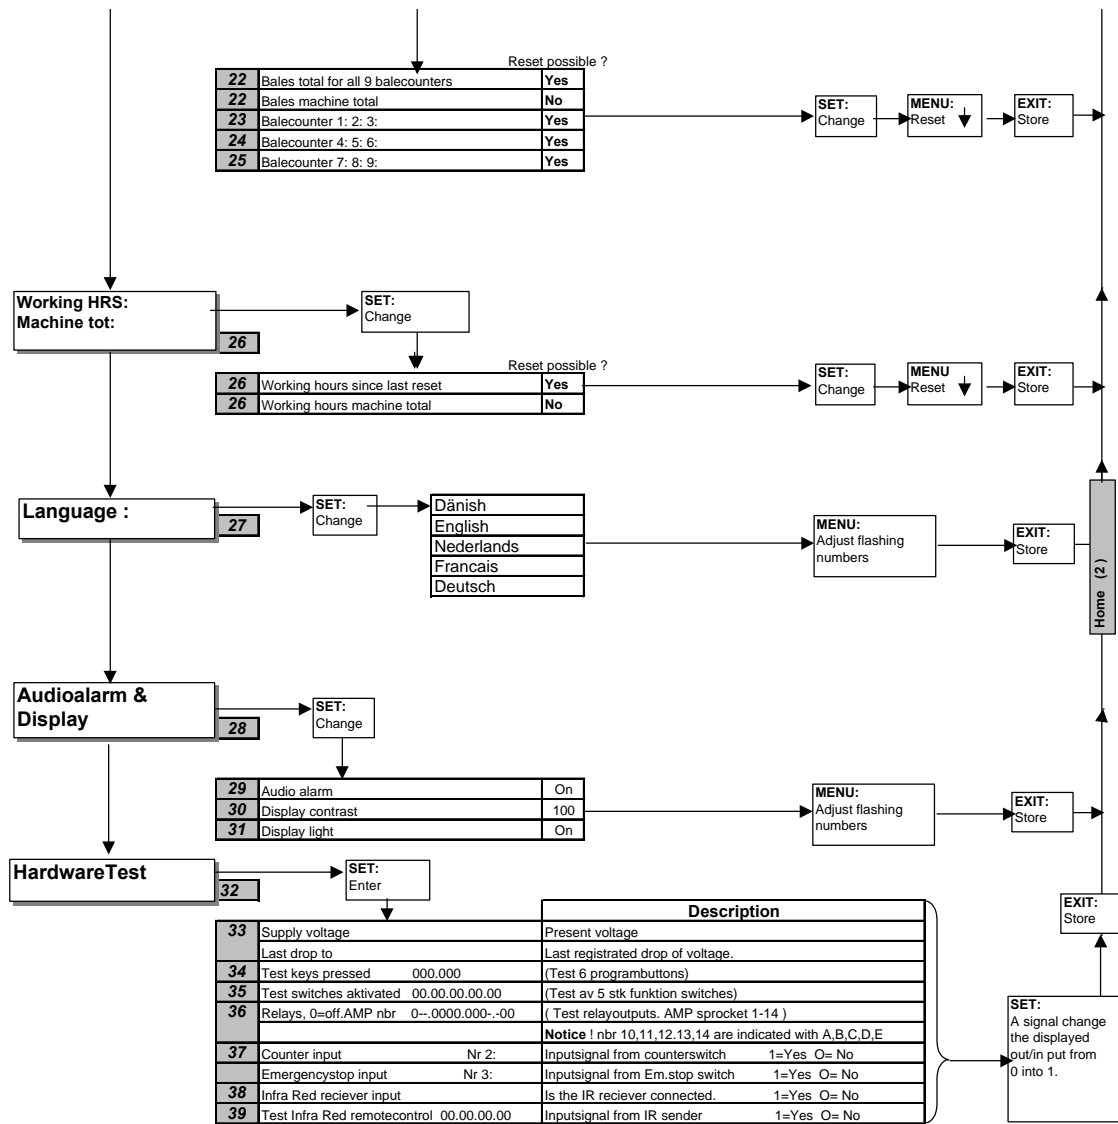 Reset possible ?
22 Bales total for all 9 balecounters Yes
22 Bales machine total No
23 Balecounter 1: 2: 3: Yes
24 Balecounter 4: 5: 6: Yes
25 Balecounter 7: 8: 9: Yes
SET:
Change
MENU:
Reset
EXIT:
Store
Working HRS:
Machine tot:
26
SET:
Change
Reset possible ?
26 Working hours since last reset Yes
26 Working hours machine total No
SET:
Change
MENU
Reset
EXIT:
Store
Language :
27
SET:
Change
Dänish
English
Nederlands
Francais
Deutsch
MENU:
Adjust flashing
numbers
EXIT:
Store
Home (2 )
Audioalarm &
Display
28
SET:
Change
29 Audio alarm On
30 Display contrast 100
31 Display light On
MENU:
Adjust flashing
numbers
EXIT:
Store
HardwareTest
32
SET:
Enter
Description
33 Supply voltage Present voltage
Last drop to Last registrated drop of voltage.
34 Test keys pressed 000.000 (Test 6 programbuttons)
35 Test switches aktivated 00.00.00.00.00 (Test av 5 stk funktion switches)
36 Relays, 0=off.AMP nbr 0--.0000.000-.-00 ( Test relayoutputs. AMP sprocket 1-14 )
Notice ! nbr 10,11,12.13,14 are indicated with A,B,C,D,E
37 Counter input Nr 2: Inputsignal from counterswitch 1=Yes O= No
Emergencystop input Nr 3: Inputsignal from Em.stop switch 1=Yes O= No
38 Infra Red reciever input Is the IR reciever connected. 1=Yes O= No
39 Test Infra Red remotecontrol 00.00.00.00 Inputsignal from IR sender 1=Yes O= No
EXIT:
Store
SET:
A signal change
the displayed
out/in put from
0 into 1.